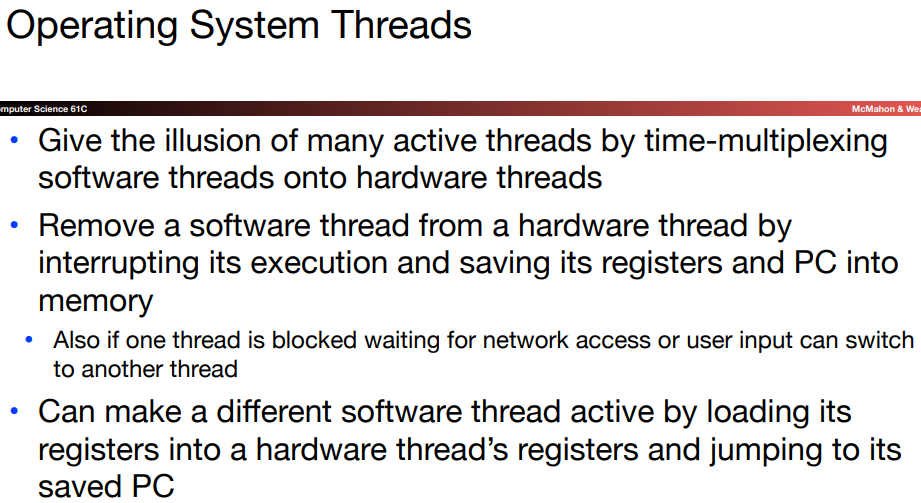 Operating System Threads
mputer Science 61C
McMahon & Wea
• Give the illusion of many active threads by time-multiplexing
software threads onto hardware threads
• Remove a software thread from a hardware thread by
interrupting its execution and saving its registers and PC into
memory
• Also if one thread is blocked waiting for network access or user input can switch
to another thread
• Can make a different software thread active by loading its
registers into a hardware thread’s registers and jumping to its
saved PC